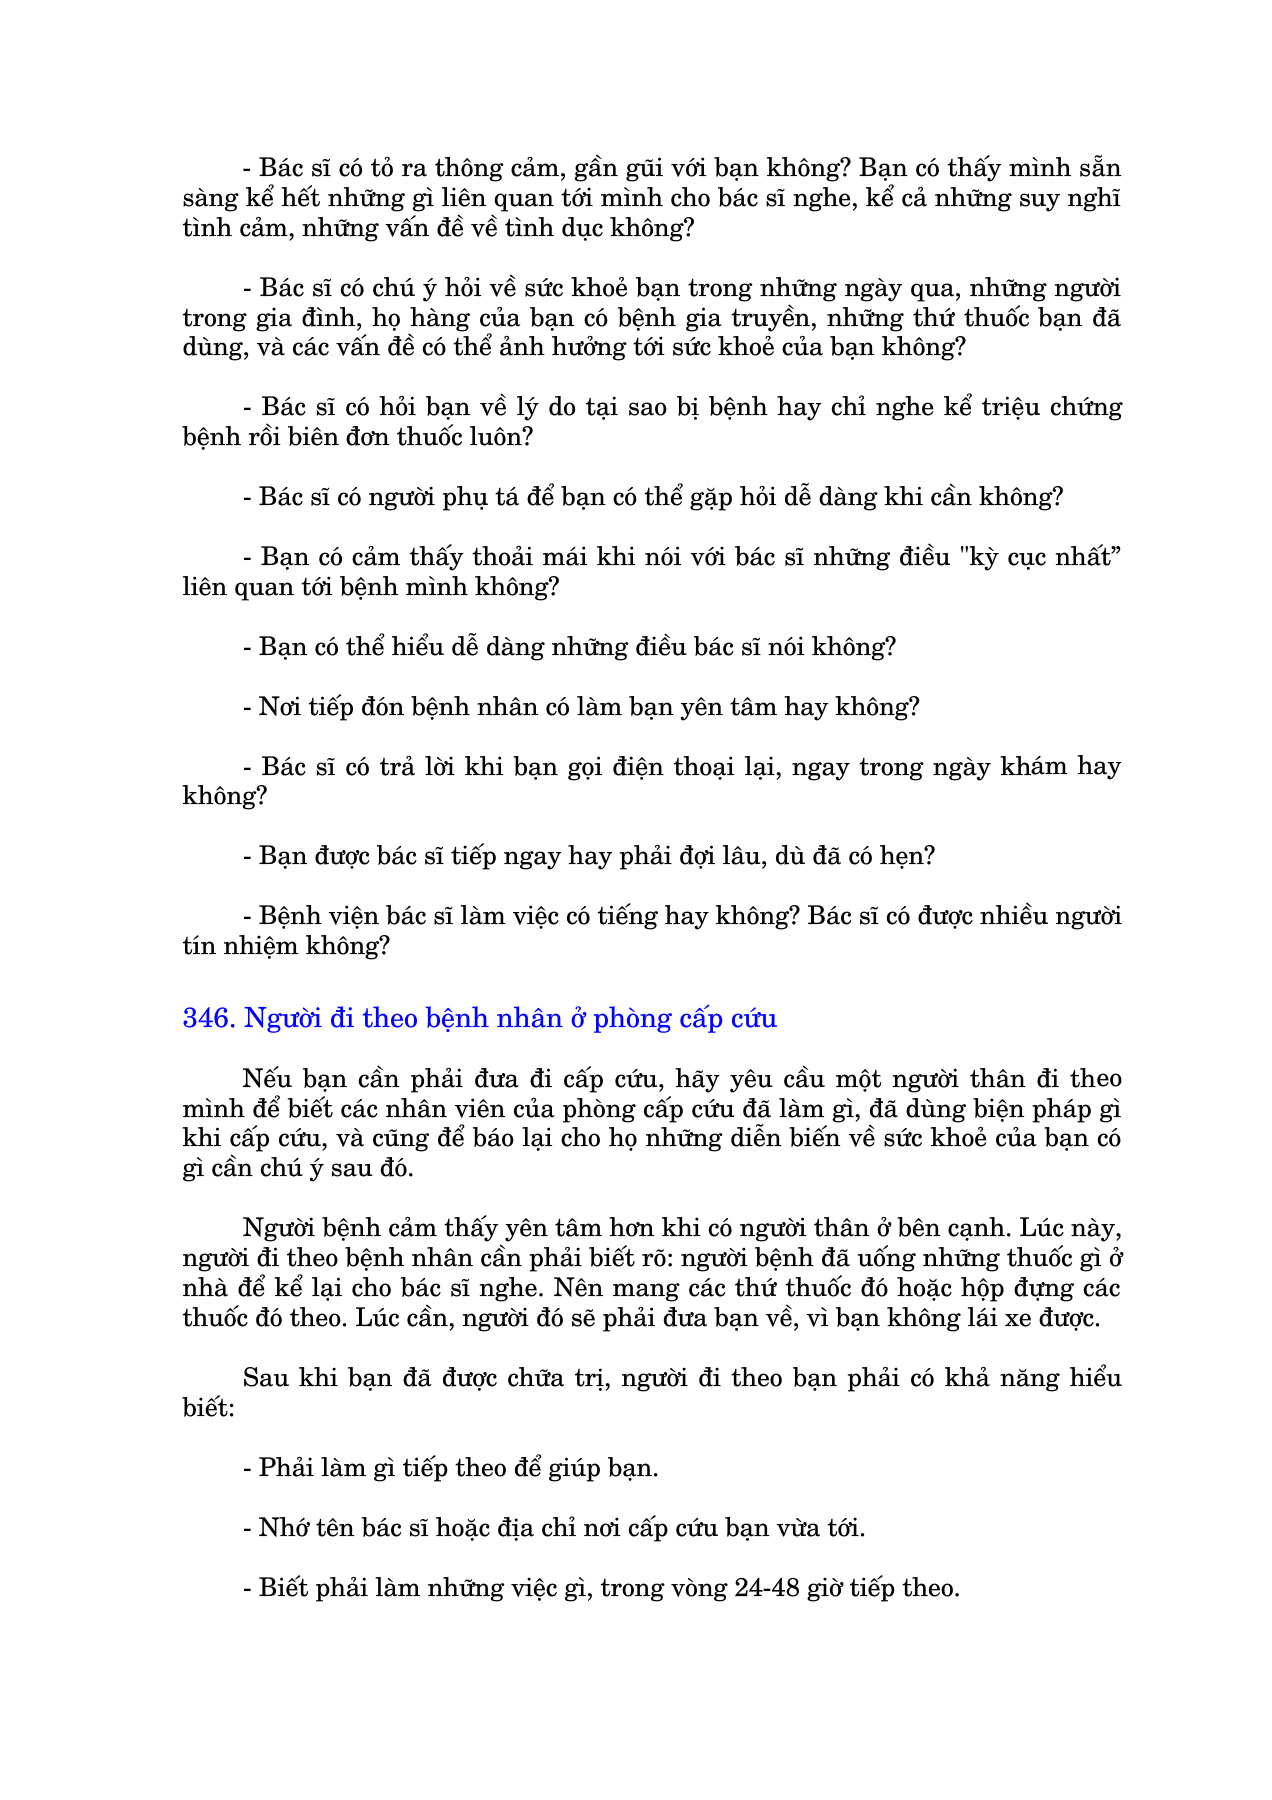 - Bác sĩ có tỏ ra thông cảm, gần gũi với bạn không? Bạn có thấy mình sẵn
sàng kể hết những gì liên quan tới mình cho bác sĩ nghe, kể cả những suy nghĩ
tình cảm, những vấn đề về tình dục không?
- Bác sĩ có chú ý hỏi về sức khoẻ bạn trong những ngày qua, những người
trong gia đình, họ hàng của bạn có bệnh gia truyền, những thứ thuốc bạn đã
dùng, và các vấn đề có thể ảnh hưởng tới sức khoẻ của bạn không?
- Bác sĩ có hỏi bạn về lý do tại sao bị bệnh hay chỉ nghe kể triệu chứng
bệnh rồi biên đơn thuốc luôn?
- Bác sĩ có người phụ tá để bạn có thể gặp hỏi dễ dàng khi cần không?
- Bạn có cảm thấy thoải mái khi nói với bác sĩ những điều "kỳ cục nhất”
liên quan tới bệnh mình không?
- Bạn có thể hiểu dễ dàng những điều bác sĩ nói không?
- Nơi tiếp đón bệnh nhân có làm bạn yên tâm hay không?
- Bác sĩ có trả lời khi bạn gọi điện thoại lại, ngay trong ngày khám hay
không?
- Bạn được bác sĩ tiếp ngay hay phải đợi lâu, dù đã có hẹn?
- Bệnh viện bác sĩ làm việc có tiếng hay không? Bác sĩ có được nhiều người
tín nhiệm không?
346. Người đi theo bệnh nhân ở phòng cấp cứu
Nếu bạn cần phải đưa đi cấp cứu, hãy yêu cầu một người thân đi theo
mình để biết các nhân viên của phòng cấp cứu đã làm gì, đã dùng biện pháp gì
khi cấp cứu, và cũng để báo lại cho họ những diễn biến về sức khoẻ của bạn có
gì cần chú ý sau đó.
Người bệnh cảm thấy yên tâm hơn khi có người thân ở bên cạnh. Lúc này,
người đi theo bệnh nhân cần phải biết rõ: người bệnh đã uống những thuốc gì ở
nhà để kể lại cho bác sĩ nghe. Nên mang các thứ thuốc đó hoặc hộp đựng các
thuốc đó theo. Lúc cần, người đó sẽ phải đưa bạn về, vì bạn không lái xe được.
Sau khi bạn đã được chữa trị, người đi theo bạn phải có khả năng hiểu
biết:
- Phải làm gì tiếp theo để giúp bạn.
- Nhớ tên bác sĩ hoặc địa chỉ nơi cấp cứu bạn vừa tới.
- Biết phải làm những việc gì, trong vòng 24-48 giờ tiếp theo.